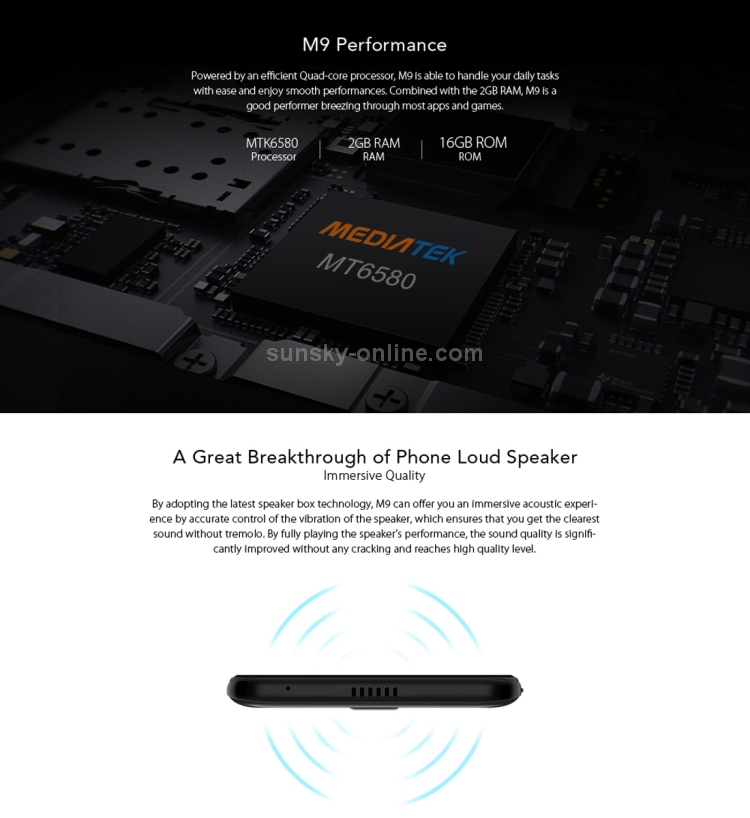 M9 Performance
Powered by an efficient Quad-core processor, M9 is able to handle your daily tasks
with ease and enjoy smooth performances. Combined with the 2GB RAM, M9 is a
good performer breezing through most apps and games.
MTK6580 | 2GB RAM | 16GB ROM
Processor RAM ROM
MEDIATEK
MT6580
sunsky-online.com
A Great Breakthrough of Phone Loud Speaker
Immersive Quality
By adopting the latest speaker box technology, M9 can offer you an immersive acoustic experi-
ence by accurate control of the vibration of the speaker, which ensures that you get the clearest
sound without tremolo. By fully playing the speaker's performance, the sound quality is signifi-
cantly improved without any cracking and reaches high quality level.